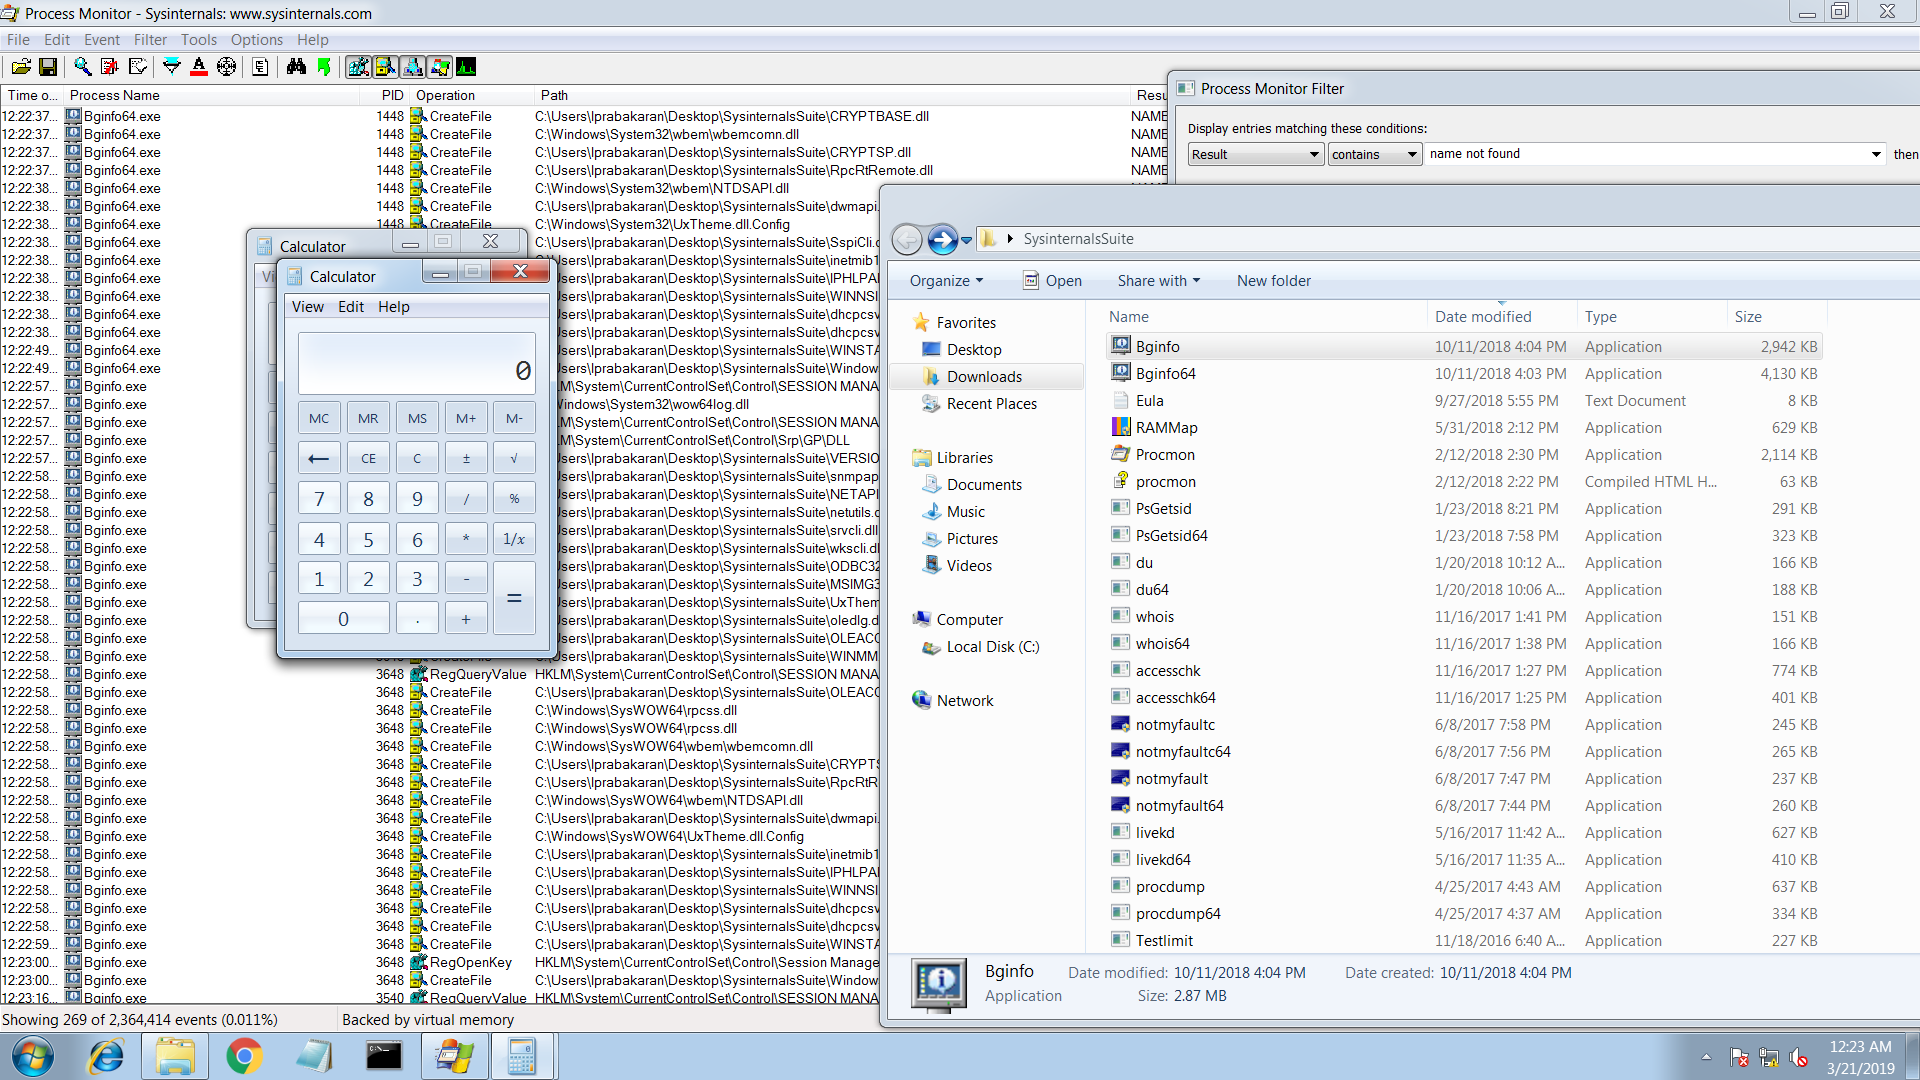 Process Monitor - Sysinternals: www.sysinternals.com
File Edit Event Filter Tools Options Help
Time o... Process Name PID Operation Path Resu
12:22:37... Bginfo64.exe 1448 CreateFile C:\Users\lprabakaran\Desktop\SysinternalsSuite\CRYPTBASE.dll NAME
12:22:37... Bginfo64.exe 1448 CreateFile C:\Windows\System32\wbem\wbemcomn.dll NAME
12:22:37... Bginfo64.exe 1448 CreateFile C:\Users\lprabakaran\Desktop\SysinternalsSuite\CRYPTSP.dll NAME
12:22:37... Bginfo64.exe 1448 CreateFile C:\Users\lprabakaran\Desktop\SysinternalsSuite\RpcRtRemote.dll NAME
12:22:38... Bginfo64.exe 1448 CreateFile C:\Windows\System32\wbem\NTDSAPI.dll
12:22:38... Bginfo64.exe 1448 CreateFile C:\Users\lprabakaran\Desktop\SysinternalsSuite\dwmapi.
12:22:38... Bginfo64.exe 1448 CreateFile C:\Windows\System32\UxTheme.dll.Config
12:22:38... Bginfo64.exe sers\lprabakaran\Desktop\SysinternalsSuite\SspiCli.d
12:22:38... Bginfo64.exe sers\lprabakaran\Desktop\SysinternalsSuite\inetmib1
12:22:38... Bginfo64.exe sers\lprabakaran\Desktop\SysinternalsSuite\IPHLPA
12:22:38... Bginfo64.exe sers\lprabakaran\Desktop\SysinternalsSuite\WINNSI
12:22:38... Bginfo64.exe sers\lprabakaran\Desktop\SysinternalsSuite\dhcpcsv
12:22:38... Bginfo64.exe sers\lprabakaran\Desktop\SysinternalsSuite\dhcpcsv
12:22:49... Bginfo64.exe sers\lprabakaran\Desktop\SysinternalsSuite\WINSTA
12:22:49... Bginfo64.exe sers\lprabakaran\Desktop\SysinternalsSuite\Window
12:22:57... Bginfo.exe LM\System\CurrentControlSet\Control\SESSION MANA
12:22:57... Bginfo.exe Windows\System32\wow64log.dll
12:22:57... Bginfo.exe LM\System\CurrentControlSet\Control\SESSION MANA
12:22:57... Bginfo.exe LM\System\CurrentControlSet\Control\Srp\GP\DLL
12:22:57... Bginfo.exe sers\lprabakaran\Desktop\SysinternalsSuite\VERSIO
12:22:58... Bginfo.exe sers\lprabakaran\Desktop\SysinternalsSuite\snmpap
12:22:58... Bginfo.exe sers\lprabakaran\Desktop\SysinternalsSuite\NETAPI
12:22:58... Bginfo.exe sers\lprabakaran\Desktop\SysinternalsSuite\netutils.d
12:22:58... Bginfo.exe sers\lprabakaran\Desktop\SysinternalsSuite\srvcli.dll
12:22:58... Bginfo.exe sers\lprabakaran\Desktop\SysinternalsSuite\wkscli.dl
12:22:58... Bginfo.exe sers\lprabakaran\Desktop\SysinternalsSuite\ODBC32
12:22:58... Bginfo.exe sers\lprabakaran\Desktop\SysinternalsSuite\MSIMG3
12:22:58... Bginfo.exe sers\lprabakaran\Desktop\SysinternalsSuite\UxThem
12:22:58... Bginfo.exe sers\lprabakaran\Desktop\SysinternalsSuite\oledlg.d
12:22:58... Bginfo.exe sers\lprabakaran\Desktop\SysinternalsSuite\OLEACC
12:22:58... Bginfo.exe 3648 CreateFile sers\lprabakaran\Desktop\SysinternalsSuite\WINMM
12:22:58... Bginfo.exe 3648 RegQueryValue HKLM\System\CurrentControlSet\Control\SESSION MANA
12:22:58... Bginfo.exe 3648 CreateFile C:\Users\lprabakaran\Desktop\SysinternalsSuite\OLEACC
12:22:58... Bginfo.exe 3648 CreateFile C:\Windows\SysWOW64\rpcss.dll
12:22:58... Bginfo.exe 3648 CreateFile C:\Windows\SysWOW64\rpcss.dll
12:22:58... Bginfo.exe 3648 CreateFile C:\Windows\SysWOW64\wbem\wbemcomn.dll
12:22:58... Bginfo.exe 3648 CreateFile C:\Users\lprabakaran\Desktop\SysinternalsSuite\CRYPTS
12:22:58... Bginfo.exe 3648 CreateFile C:\Users\lprabakaran\Desktop\SysinternalsSuite\RpcRtR
12:22:58... Bginfo.exe 3648 CreateFile C:\Windows\SysWOW64\wbem\NTDSAPI.dll
12:22:58... Bginfo.exe 3648 CreateFile C:\Users\lprabakaran\Desktop\SysinternalsSuite\dwmapi.
12:22:58... Bginfo.exe 3648 CreateFile C:\Windows\SysWOW64\UxTheme.dll.Config
12:22:58... Bginfo.exe 3648 CreateFile C:\Users\lprabakaran\Desktop\SysinternalsSuite\inetmib1
12:22:58... Bginfo.exe 3648 CreateFile C:\Users\lprabakaran\Desktop\SysinternalsSuite\IPHLPA
12:22:58... Bginfo.exe 3648 CreateFile C:\Users\lprabakaran\Desktop\SysinternalsSuite\WINNSI
12:22:58... Bginfo.exe 3648 CreateFile C:\Users\lprabakaran\Desktop\SysinternalsSuite\dhcpcsv
12:22:58... Bginfo.exe 3648 CreateFile C:\Users\lprabakaran\Desktop\SysinternalsSuite\dhcpcsv
12:22:59... Bginfo.exe 3648 CreateFile C:\Users\lprabakaran\Desktop\SysinternalsSuite\WINSTA
12:23:00... Bginfo.exe 3648 RegOpenKey HKLM\System\CurrentControlSet\Control\Session Manage
12:23:00... Bginfo.exe 3648 CreateFile C:\Users\lprabakaran\Desktop\SysinternalsSuite\Window
12:23:16... Bginfo.exe 3540 RegQueryValue HKLM\System\CurrentControlSet\Control\SESSION MANA
Showing 269 of 2,364,414 events (0.011%) Backed by virtual memory
Process Monitor Filter
Display entries matching these conditions:
Result contains name not found then
Calculator
Vi
Calculator
View Edit Help
0
MC MR MS M+ M-
← CE C ± √
7 8 9 / %
4 5 6 * 1/x
1 2 3 - =
0 . +
SysinternalsSuite
Organize Open Share with New folder
Favorites
Desktop
Downloads
Recent Places
Libraries
Documents
Music
Pictures
Videos
Computer
Local Disk (C:)
Network
Name Date modified Type Size
Bginfo 10/11/2018 4:04 PM Application 2,942 KB
Bginfo64 10/11/2018 4:03 PM Application 4,130 KB
Eula 9/27/2018 5:55 PM Text Document 8 KB
RAMMap 5/31/2018 2:12 PM Application 629 KB
Procmon 2/12/2018 2:30 PM Application 2,114 KB
procmon 2/12/2018 2:22 PM Compiled HTML H... 63 KB
PsGetsid 1/23/2018 8:21 PM Application 291 KB
PsGetsid64 1/23/2018 7:58 PM Application 323 KB
du 1/20/2018 10:12 A... Application 166 KB
du64 1/20/2018 10:06 A... Application 188 KB
whois 11/16/2017 1:41 PM Application 151 KB
whois64 11/16/2017 1:38 PM Application 166 KB
accesschk 11/16/2017 1:27 PM Application 774 KB
accesschk64 11/16/2017 1:25 PM Application 401 KB
notmyfaultc 6/8/2017 7:58 PM Application 245 KB
notmyfaultc64 6/8/2017 7:56 PM Application 265 KB
notmyfault 6/8/2017 7:47 PM Application 237 KB
notmyfault64 6/8/2017 7:44 PM Application 260 KB
livekd 5/16/2017 11:42 A... Application 627 KB
livekd64 5/16/2017 11:35 A... Application 410 KB
procdump 4/25/2017 4:43 AM Application 637 KB
procdump64 4/25/2017 4:37 AM Application 334 KB
Testlimit 11/18/2016 6:40 A... Application 227 KB
Bginfo Date modified: 10/11/2018 4:04 PM Date created: 10/11/2018 4:04 PM
Application Size: 2.87 MB
12:23 AM
3/21/2019